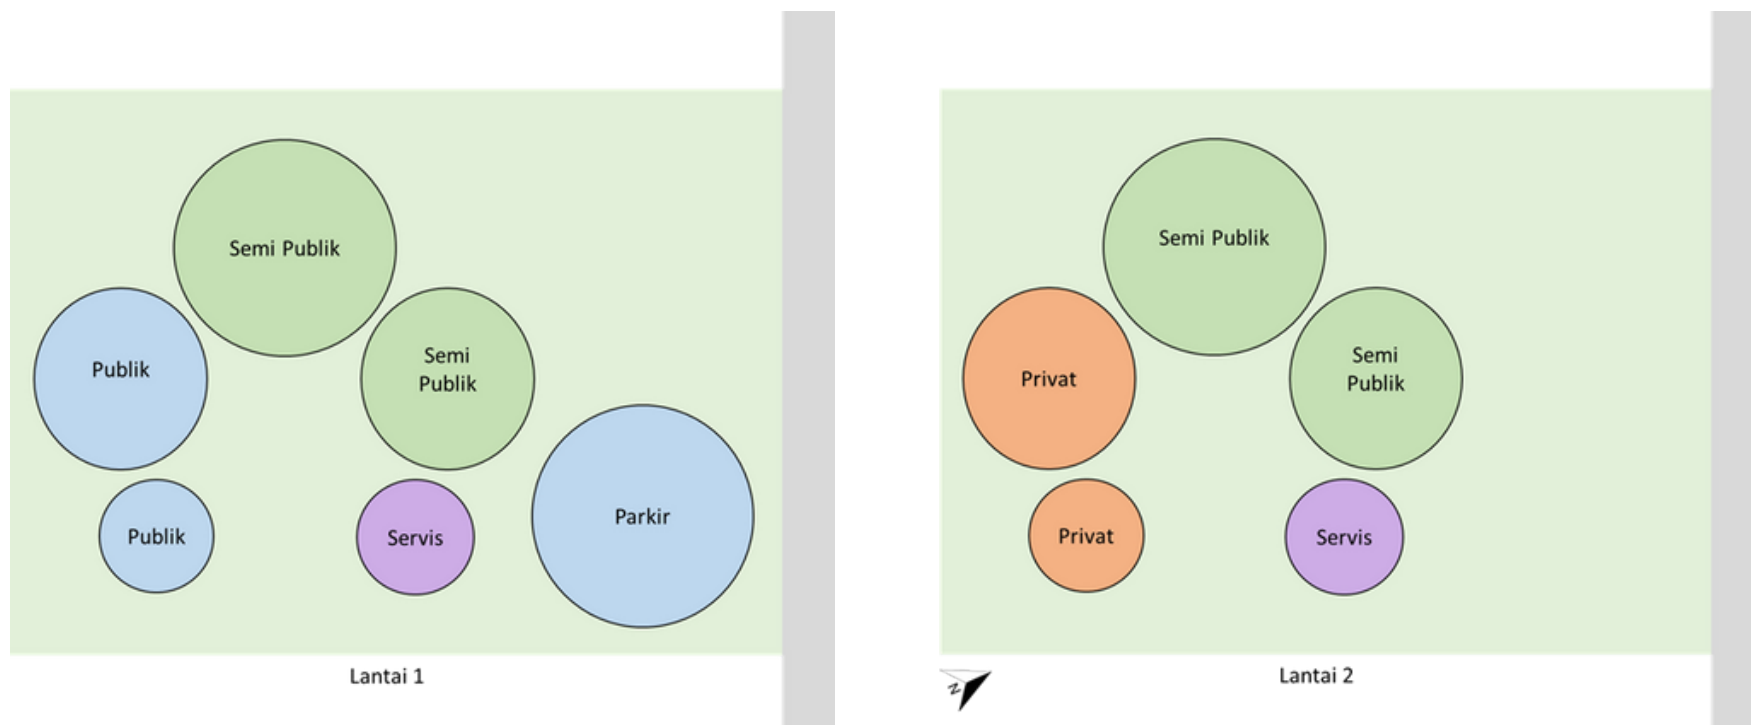 Semi Publik
Publik
Semi
Publik
Parkir
Publik
Servis
Lantai 1
Semi Publik
Privat
Semi
Publik
Privat
Servis
Lantai 2
N